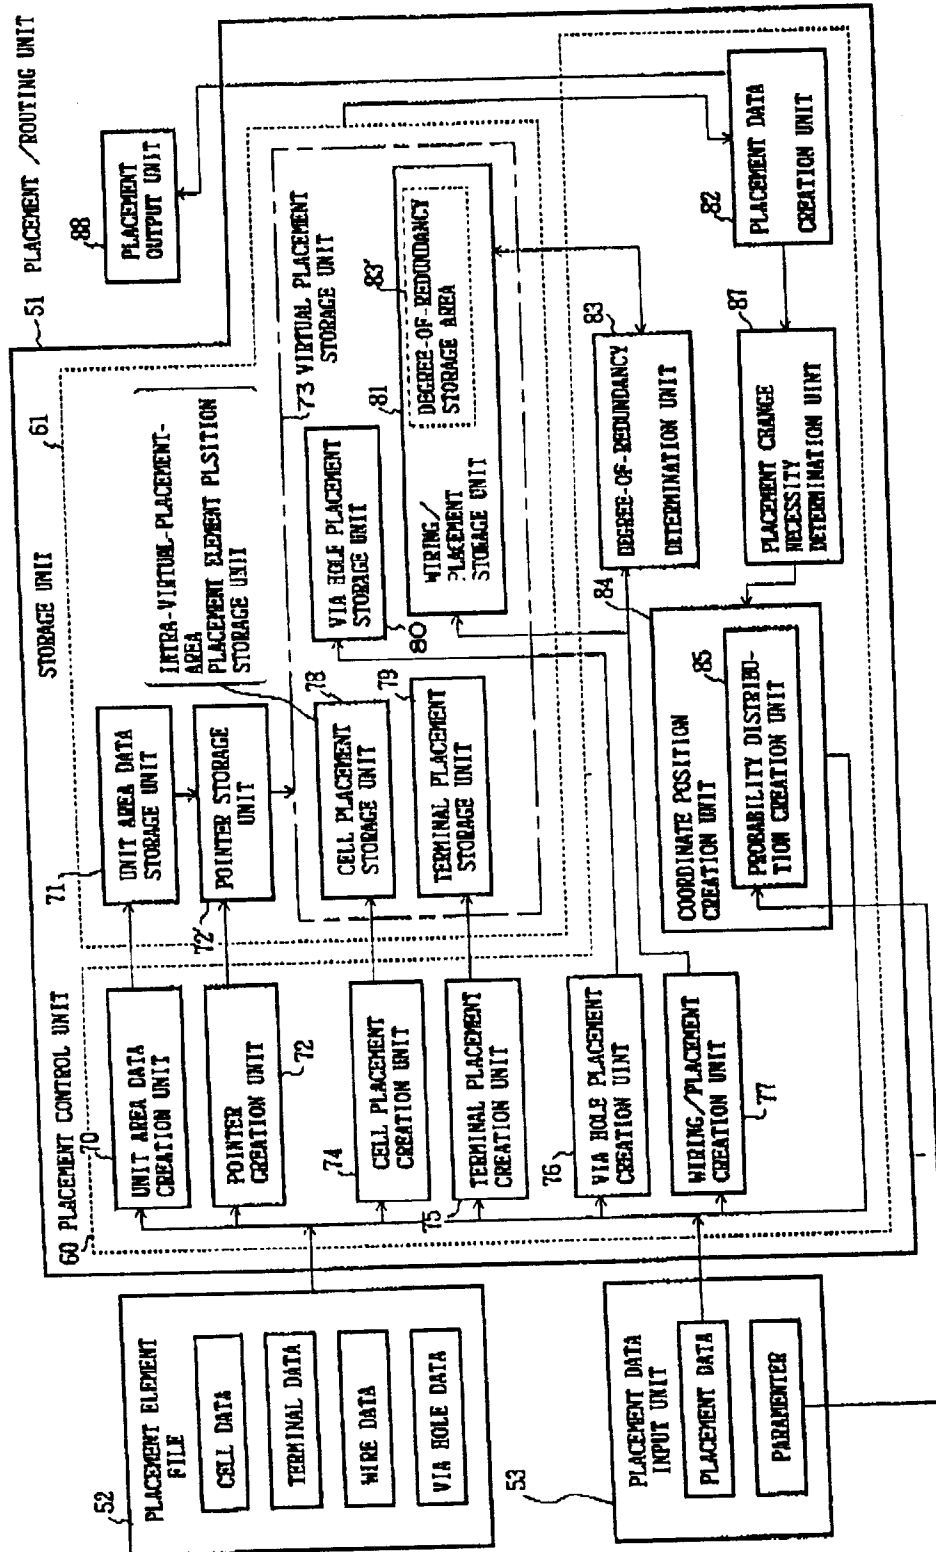 51 PLACEMENT /ROUTING UNIT
88
PLACEMENT
OUTPUT UNIT
STORAGE UNIT
61
60 PLACEMENT CONTROL UNIT
52
PLACEMENT ELEMENT
FILE
CELL DATA
TERMINAL DATA
WIRE DATA
VIA HOLE DATA
53
PLACEMENT DATA
INPUT UNIT
PLACEMENT DATA
PARAMENTER
70
UNIT AREA DATA
CREATION UNIT
POINTER
CREATION UNIT
72
74
CELL PLACEMENT
CREATION UNIT
75
TERMINAL PLACEMENT
CREATION UNIT
76
VIA HOLE PLACEMENT
CREATION UINT
WIRING/PLACEMENT
CREATION UNIT
77
71
UNIT AREA DATA
STORAGE UNIT
72'
POINTER STORAGE
UNIT
INTRA-VIRTUAL-PLACEMENT-
AREA
PLACEMENT ELEMENT PLSITION
STORAGE UNIT
73 VIRTUAL PLACEMENT
STORAGE UNIT
78
CELL PLACEMENT
STORAGE UNIT
79
TERMINAL PLACEMENT
STORAGE UNIT
VIA HOLE PLACEMENT
STORAGE UNIT
80
81
WIRING/
PLACEMENT
STORAGE UNIT
83'
DEGREE-OF-REDUNDANCY
STORAGE AREA
83
DEGREE-OF-REDUNDANCY
DETERMINATION UNIT
84
COORDINATE POSITION
CREATION UNIT
85
PROBABILITY DISTRIBU-
TION CREATION UNIT
87
PLACEMENT CHANGE
NECESSITY
DETERMINATION UINT
82
PLACEMENT DATA
CREATION UNIT